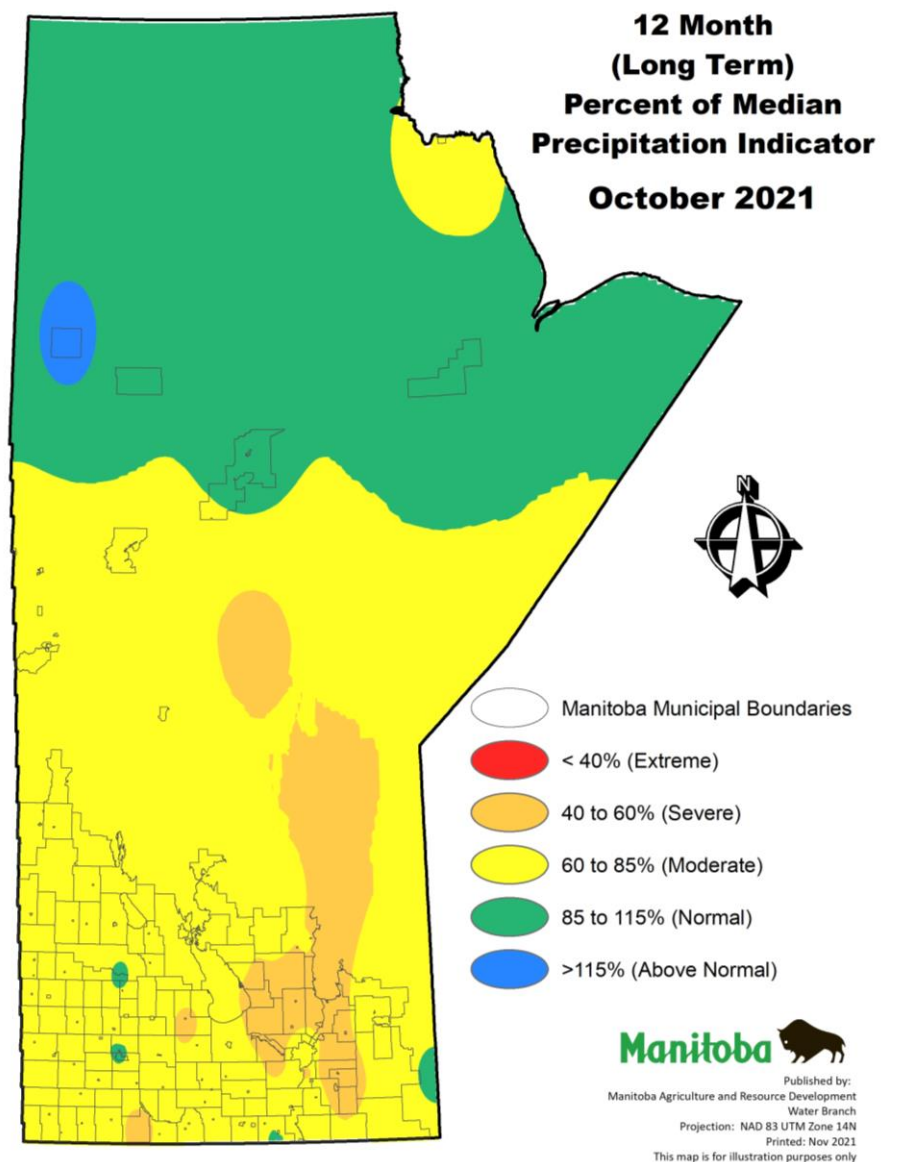 12 Month
(Long Term)
Percent of Median
Precipitation Indicator
October 2021
N
Manitoba Municipal Boundaries
< 40% (Extreme)
40 to 60% (Severe)
60 to 85% (Moderate)
85 to 115% (Normal)
>115% (Above Normal)
Manitoba
Published by:
Manitoba Agriculture and Resource Development
Water Branch
Projection: NAD 83 UTM Zone 14N
Printed: Nov 2021
This map is for illustration purposes only